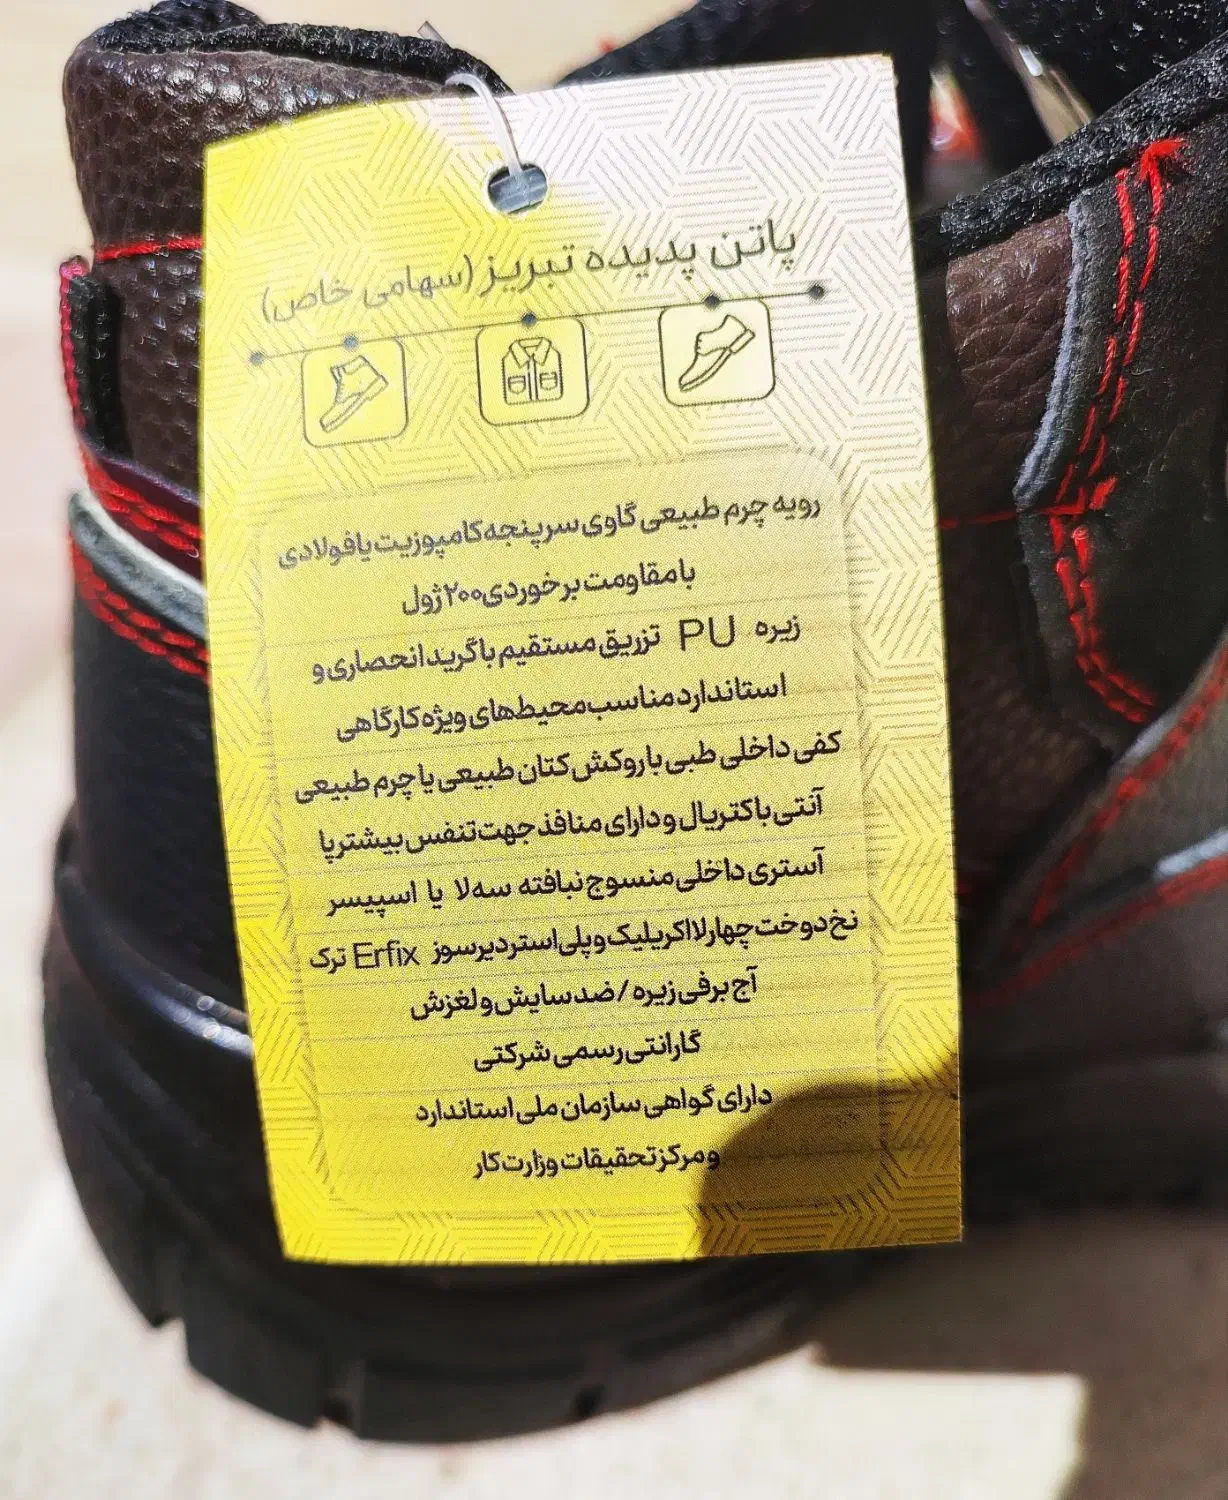 پاتن پدیده تبریز (سهامی خاص)
رویه چرم طبیعی گاوی سرپنجه کامپوزیت یا فولادی
با مقاومت برخوردی ۲۰۰ ژول
زیره PU تزریق مستقیم با گرید انحصاری و
استاندارد مناسب محیط‌های ویژه کارگاهی
کفی داخلی طبی با روکش کتان طبیعی یا چرم طبیعی
آنتی باکتریال و دارای منافذ جهت تنفس بیشتر پا
آستری داخلی منسوج نبافته سه لا یا اسپیسر
نخ دوخت چهارلا اکریلیک و پلی استر دیرسوز Erfix ترک
آج برفی زیره / ضد سایش و لغزش
گارانتی رسمی شرکتی
دارای گواهی سازمان ملی استاندارد
و مرکز تحقیقات وزارت کار